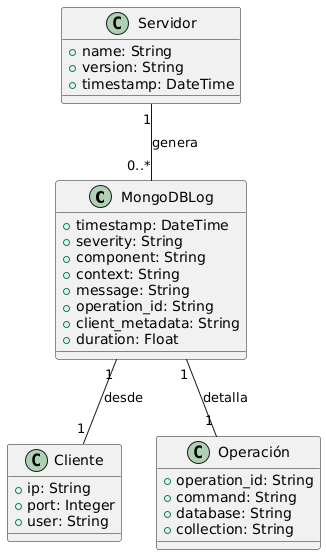 C Servidor
name: String
version: String
timestamp: DateTime
1
genera
0..*
C MongoDBLog
timestamp: DateTime
severity: String
component: String
context: String
message: String
operation_id: String
client_metadata: String
duration: Float
1
desde
1
1
detalla
1
C Cliente
ip: String
port: Integer
user: String
C Operación
operation_id: String
command: String
database: String
collection: String